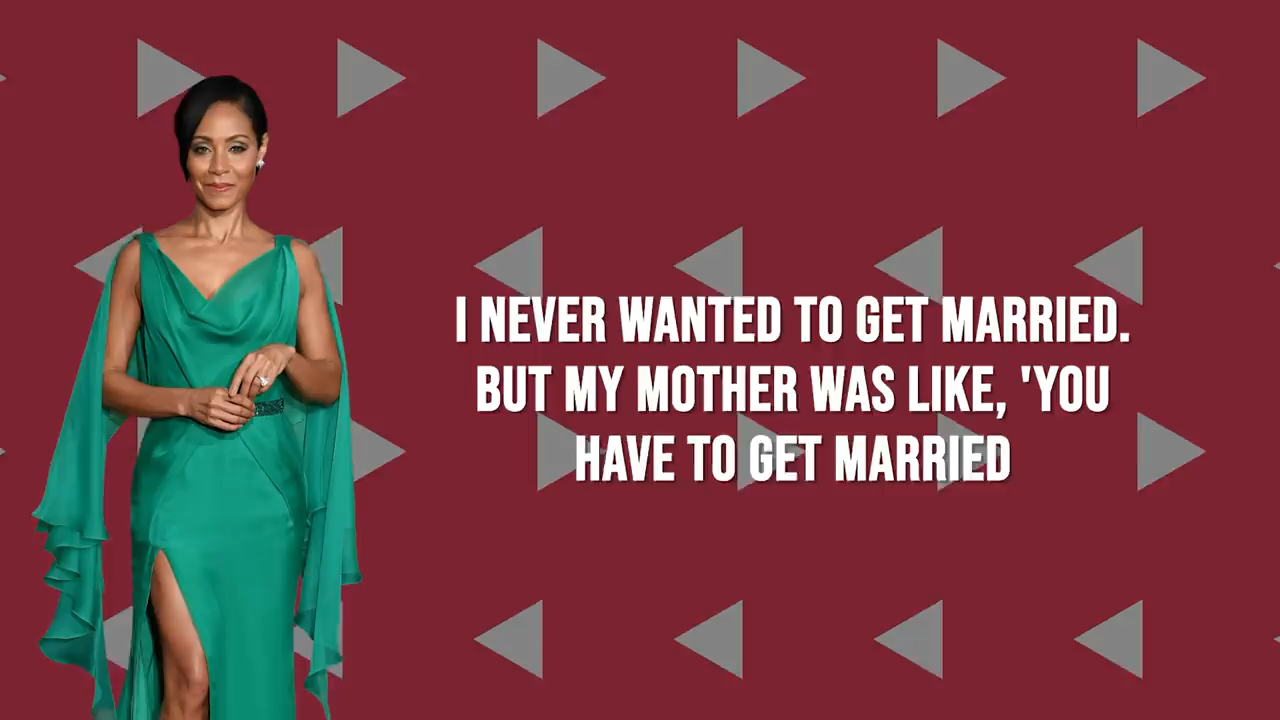 I NEVER WANTED TO GET MARRIED.
BUT MY MOTHER WAS LIKE, 'YOU
HAVE TO GET MARRIED